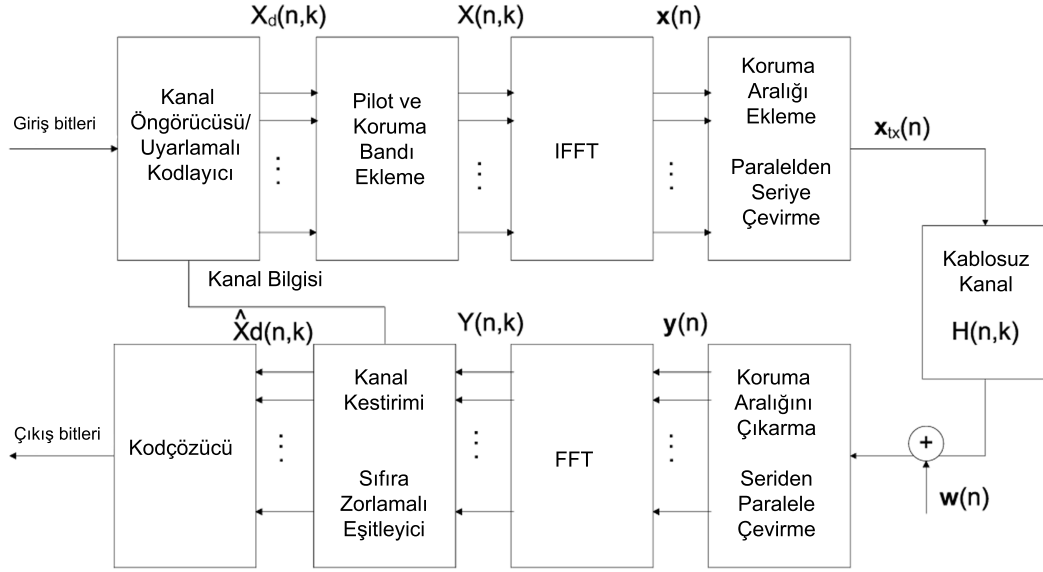 X_d(n,k)
X(n,k)
x(n)
Giriş bitleri
Kanal
Öngörücüsü/
Uyarlamalı
Kodlayıcı
Pilot ve
Koruma
Bandı
Ekleme
IFFT
Koruma
Aralığı
Ekleme
Paralelden
Seriye
Çevirme
x_tx(n)
Kanal Bilgisi
Kablosuz
Kanal
H(n,k)
X̂d(n,k)
Y(n,k)
y(n)
Çıkış bitleri
Kodçözücü
Kanal
Kestirimi
Sıfıra
Zorlamalı
Eşitleyici
FFT
Koruma
Aralığını
Çıkarma
Seriden
Paralele
Çevirme
+
w(n)